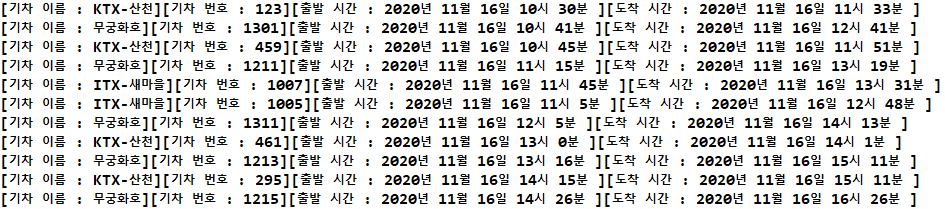 [기차 이름 : KTX-산천][기차 번호 : 123][출발 시간 : 2020년 11월 16일 10시 30분 ][도착 시간 : 2020년 11월 16일 11시 33분 ]
[기차 이름 : 무궁화호][기차 번호 : 1301][출발 시간 : 2020년 11월 16일 10시 41분 ][도착 시간 : 2020년 11월 16일 12시 41분 ]
[기차 이름 : KTX-산천][기차 번호 : 459][출발 시간 : 2020년 11월 16일 10시 45분 ][도착 시간 : 2020년 11월 16일 11시 51분 ]
[기차 이름 : 무궁화호][기차 번호 : 1211][출발 시간 : 2020년 11월 16일 11시 15분 ][도착 시간 : 2020년 11월 16일 13시 19분 ]
[기차 이름 : ITX-새마을][기차 번호 : 1007][출발 시간 : 2020년 11월 16일 11시 45분 ][도착 시간 : 2020년 11월 16일 13시 31분 ]
[기차 이름 : ITX-새마을][기차 번호 : 1005][출발 시간 : 2020년 11월 16일 11시 5분 ][도착 시간 : 2020년 11월 16일 12시 48분 ]
[기차 이름 : 무궁화호][기차 번호 : 1311][출발 시간 : 2020년 11월 16일 12시 5분 ][도착 시간 : 2020년 11월 16일 14시 13분 ]
[기차 이름 : KTX-산천][기차 번호 : 461][출발 시간 : 2020년 11월 16일 13시 0분 ][도착 시간 : 2020년 11월 16일 14시 1분 ]
[기차 이름 : 무궁화호][기차 번호 : 1213][출발 시간 : 2020년 11월 16일 13시 16분 ][도착 시간 : 2020년 11월 16일 15시 11분 ]
[기차 이름 : KTX-산천][기차 번호 : 295][출발 시간 : 2020년 11월 16일 14시 15분 ][도착 시간 : 2020년 11월 16일 15시 11분 ]
[기차 이름 : 무궁화호][기차 번호 : 1215][출발 시간 : 2020년 11월 16일 14시 26분 ][도착 시간 : 2020년 11월 16일 16시 26분 ]